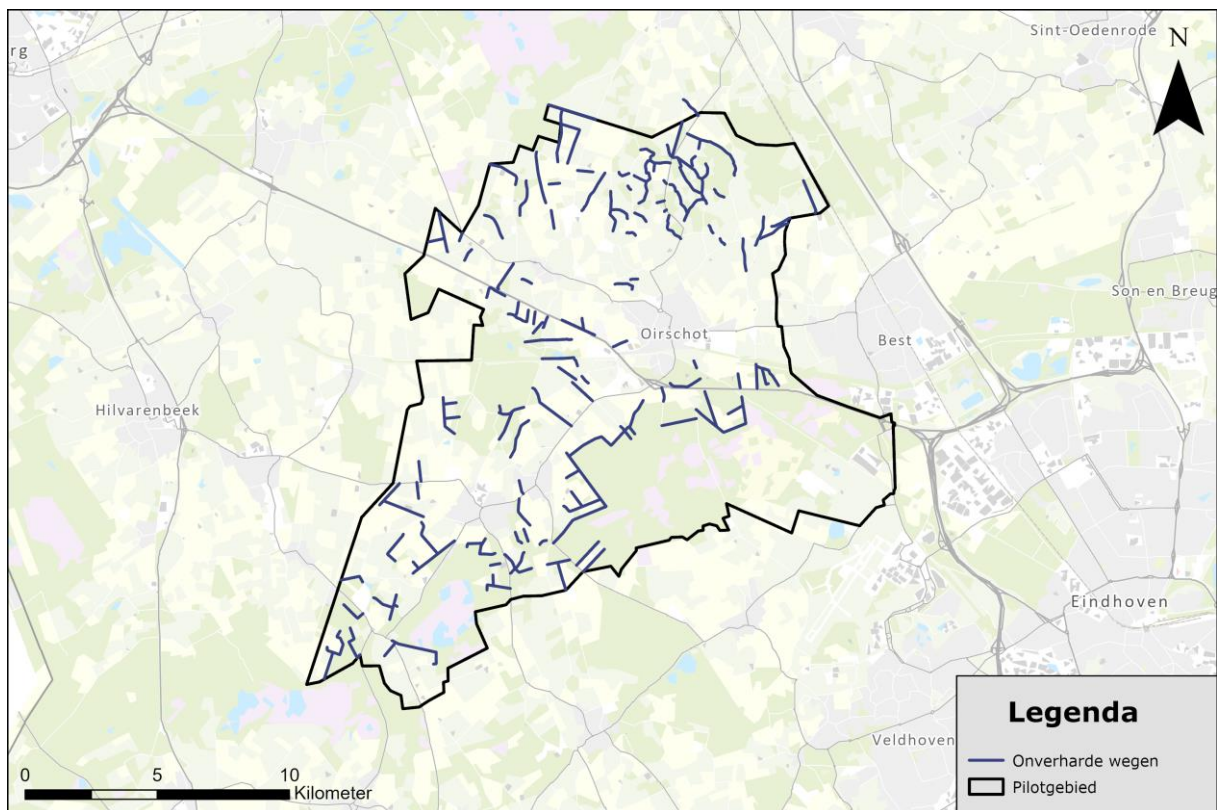 Sint-Oedenrode
rg
N
Son en Breug
Oirschot
Best
Hilvarenbeek
Eindhoven
Legenda
Veldhoven
Onverharde wegen
Pilotgebied
0 5 10
Kilometer